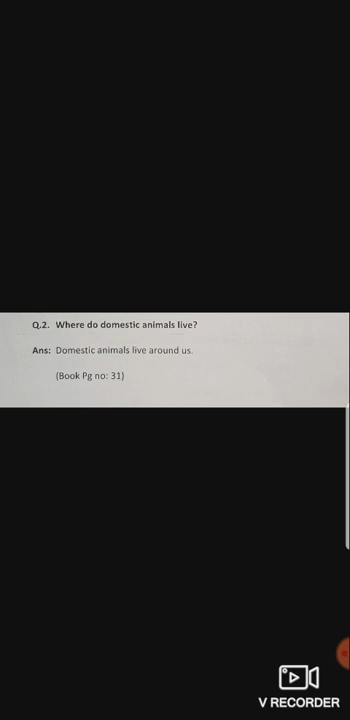 Q.2. Where do domestic animals live?
Ans: Domestic animals live around us.
(Book Pg no: 31)
V RECORDER